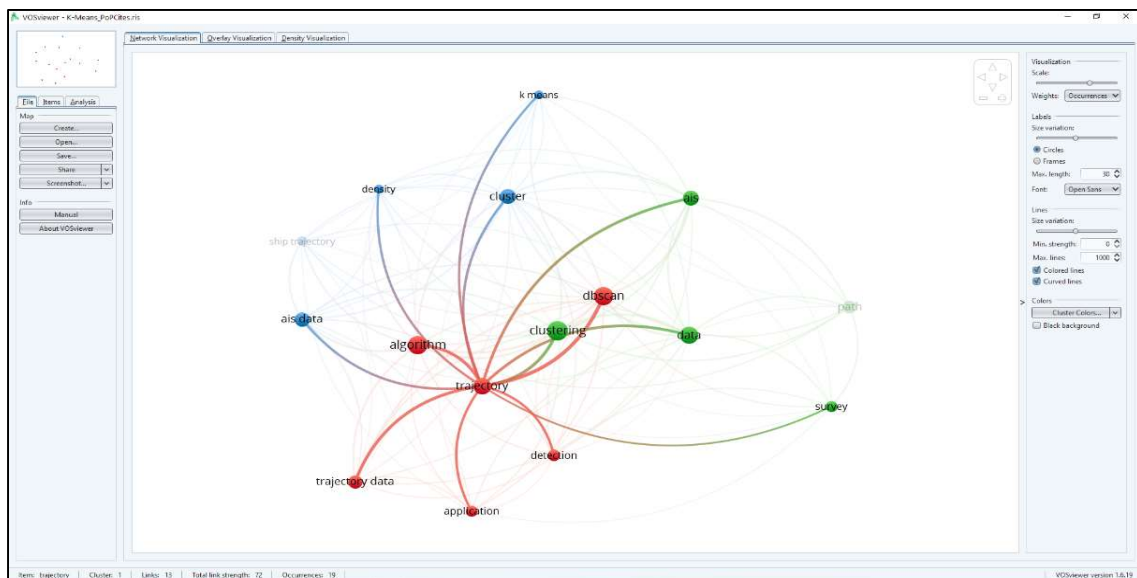 VOSviewer - K-Means_PoPCites.ris
Network Visualization Overlay Visualization Density Visualization
File Items Analysis
Map
Create...
Open...
Save...
Share
Screenshot...
Info
Manual
About VOSviewer
k means
density
cluster
ais
ship trajectory
dbscan
path
ais data
clustering
data
algorithm
trajectory
survey
detection
trajectory data
application
Visualization
Scale:
Weights: Occurrences
Labels
Size variation:
Circles
Frames
Max. length: 30
Font: Open Sans
Lines
Size variation:
Min. strength: 0
Max. lines: 1000
Colored lines
Curved lines
>
Colors
Cluster Colors...
Black background
Item: trajectory Cluster: 1 Links: 13 Total link strength: 72 Occurrences: 19
VOSviewer version 1.6.19